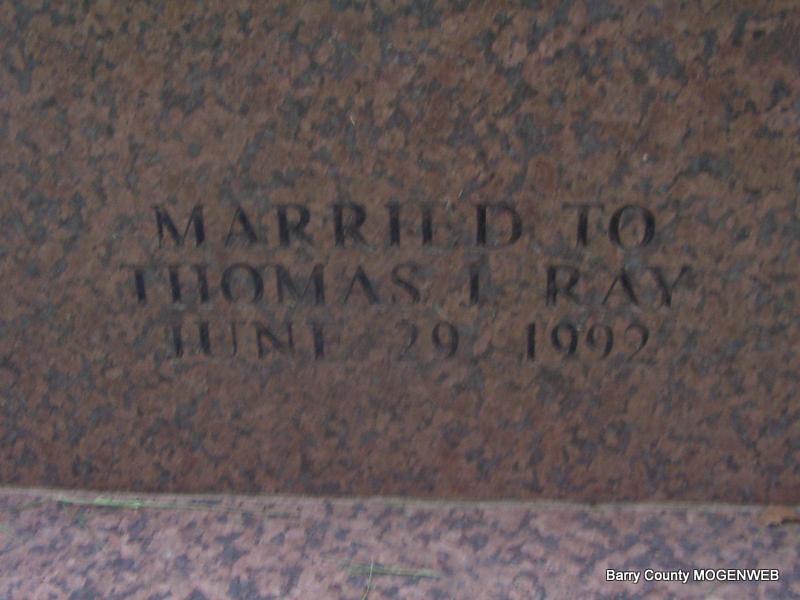 MARRIED TO
THOMAS RAY
JUNE 29 1992
Barry County MOGENWEB